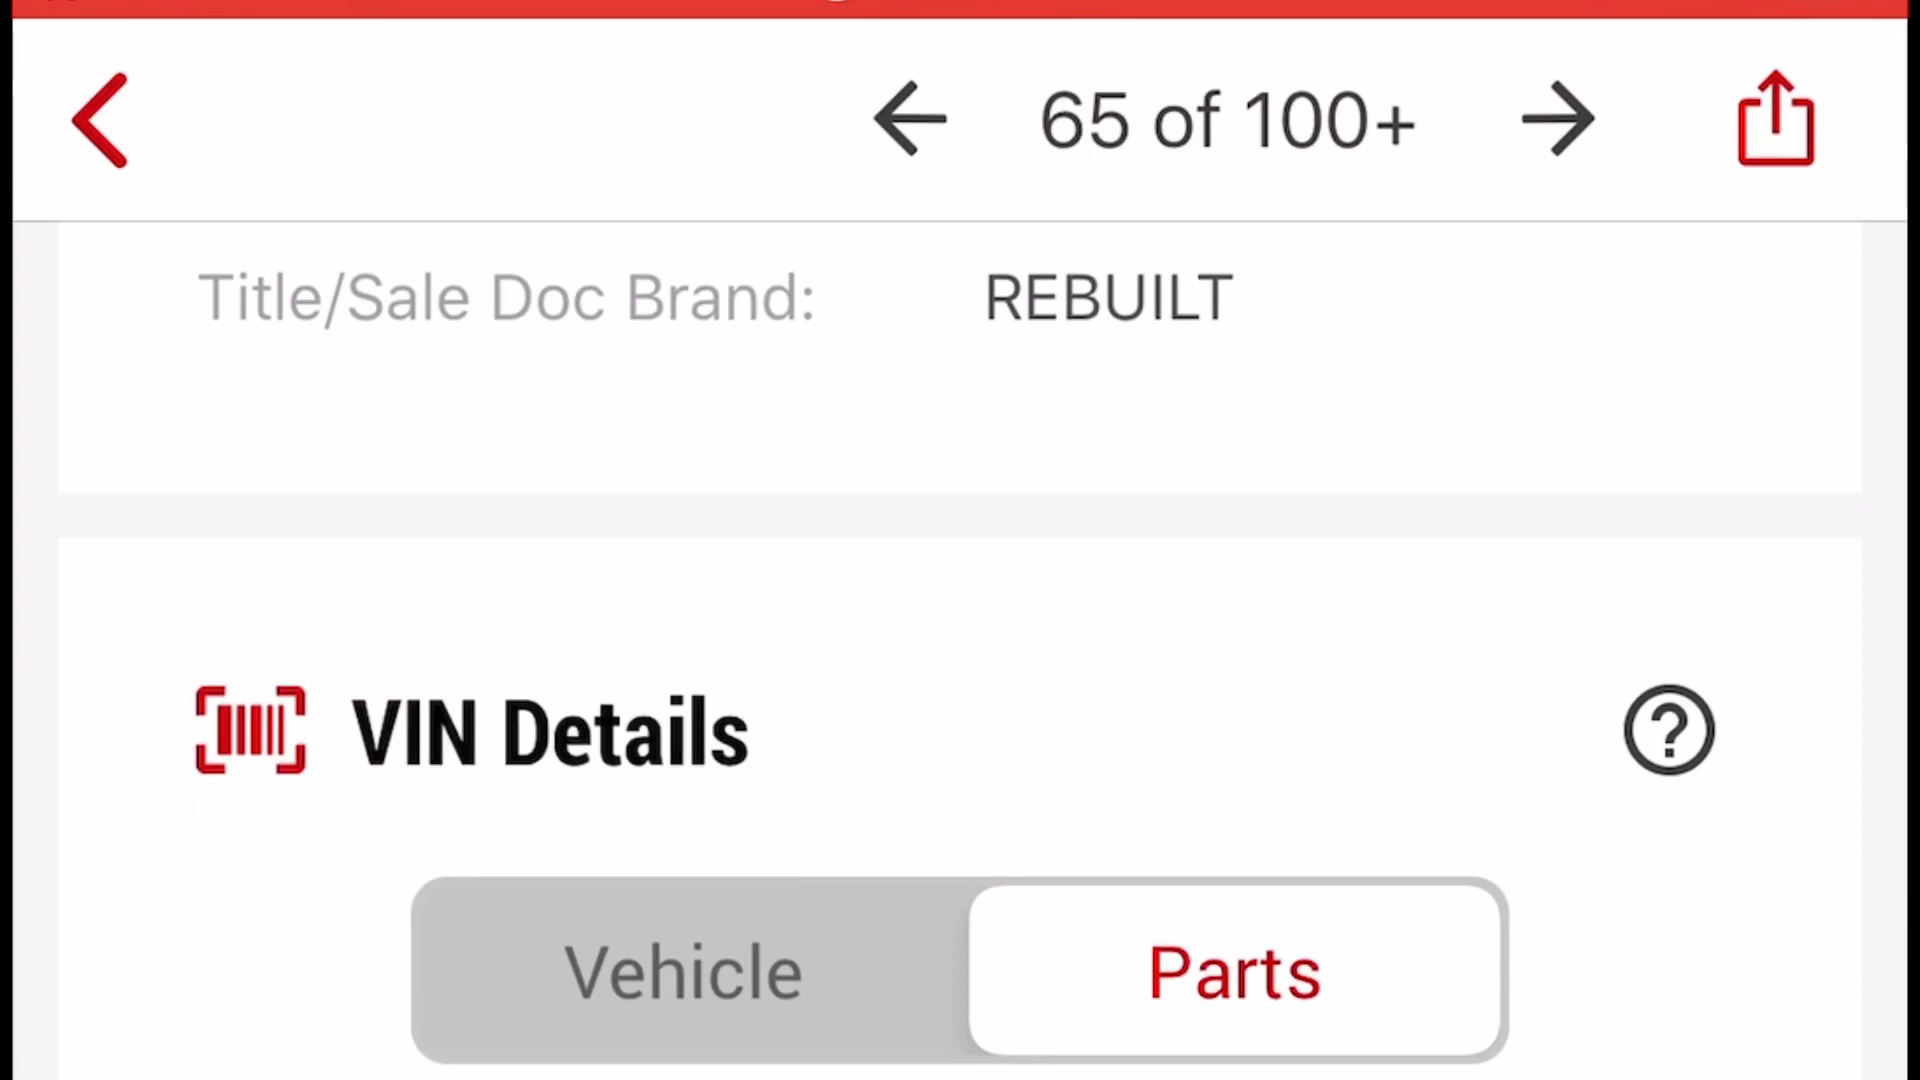 65 of 100+
Title/Sale Doc Brand: REBUILT
VIN Details
Vehicle Parts